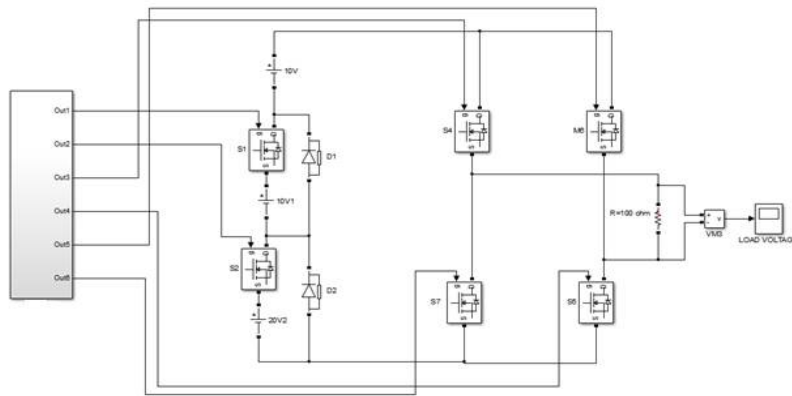 Out1
Out2
Out3
Out4
Out5
Out6
10V
S1
D1
10V1
S2
D2
20V2
S4
M6
S7
R=100 ohm
+
-
v
VM3
LOAD VOLTAG